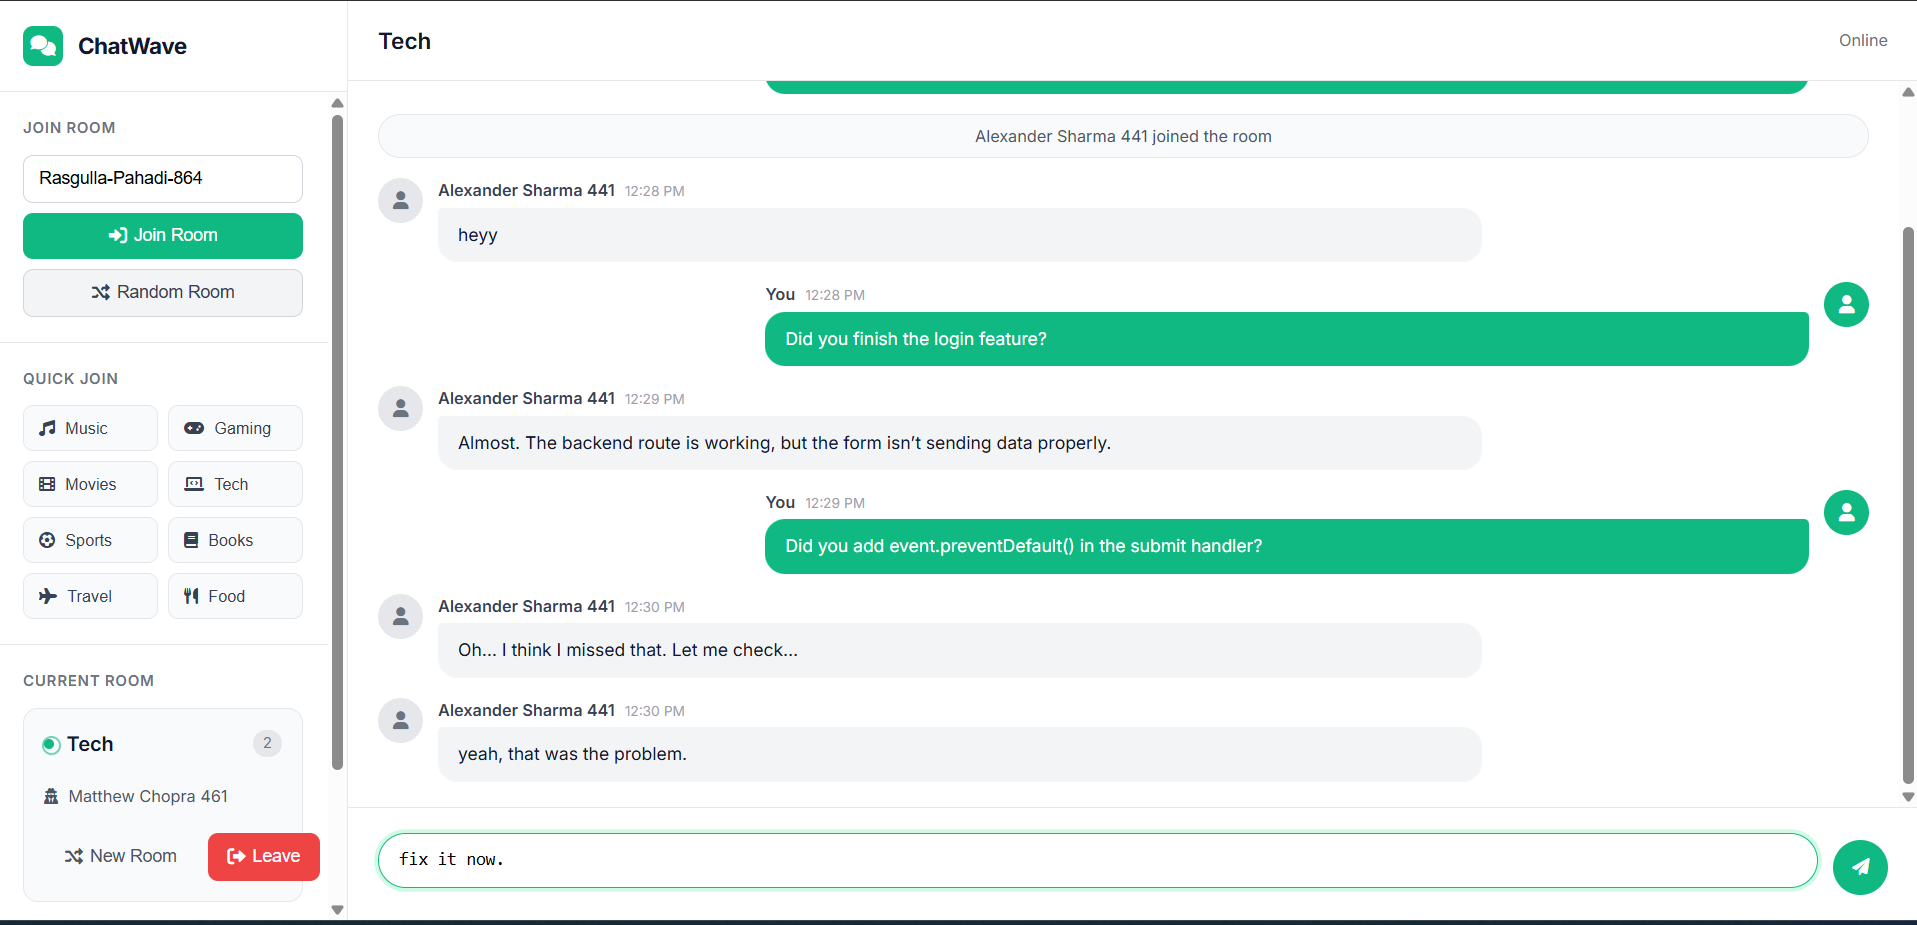 ChatWave
JOIN ROOM
Rasgulla-Pahadi-864
Join Room
Random Room
QUICK JOIN
Music
Gaming
Movies
Tech
Sports
Books
Travel
Food
CURRENT ROOM
Tech
2
Matthew Chopra 461
New Room
Leave
Tech
Online
Alexander Sharma 441 joined the room
Alexander Sharma 441 12:28 PM
heyy
You 12:28 PM
Did you finish the login feature?
Alexander Sharma 441 12:29 PM
Almost. The backend route is working, but the form isn’t sending data properly.
You 12:29 PM
Did you add event.preventDefault() in the submit handler?
Alexander Sharma 441 12:30 PM
Oh... I think I missed that. Let me check...
Alexander Sharma 441 12:30 PM
yeah, that was the problem.
fix it now.